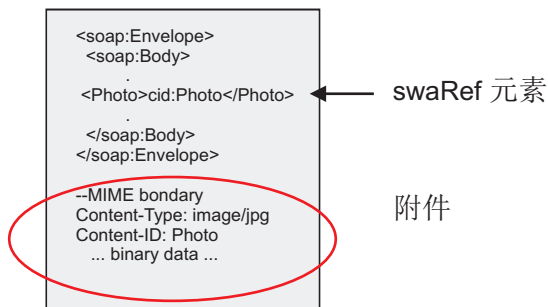 <soap:Envelope>
<soap:Body>
.
<Photo>cid:Photo</Photo>
swaRef 元素
.
</soap:Body>
</soap:Envelope>
--MIME bondary
Content-Type: image/jpg
附件
Content-ID: Photo
... binary data ...